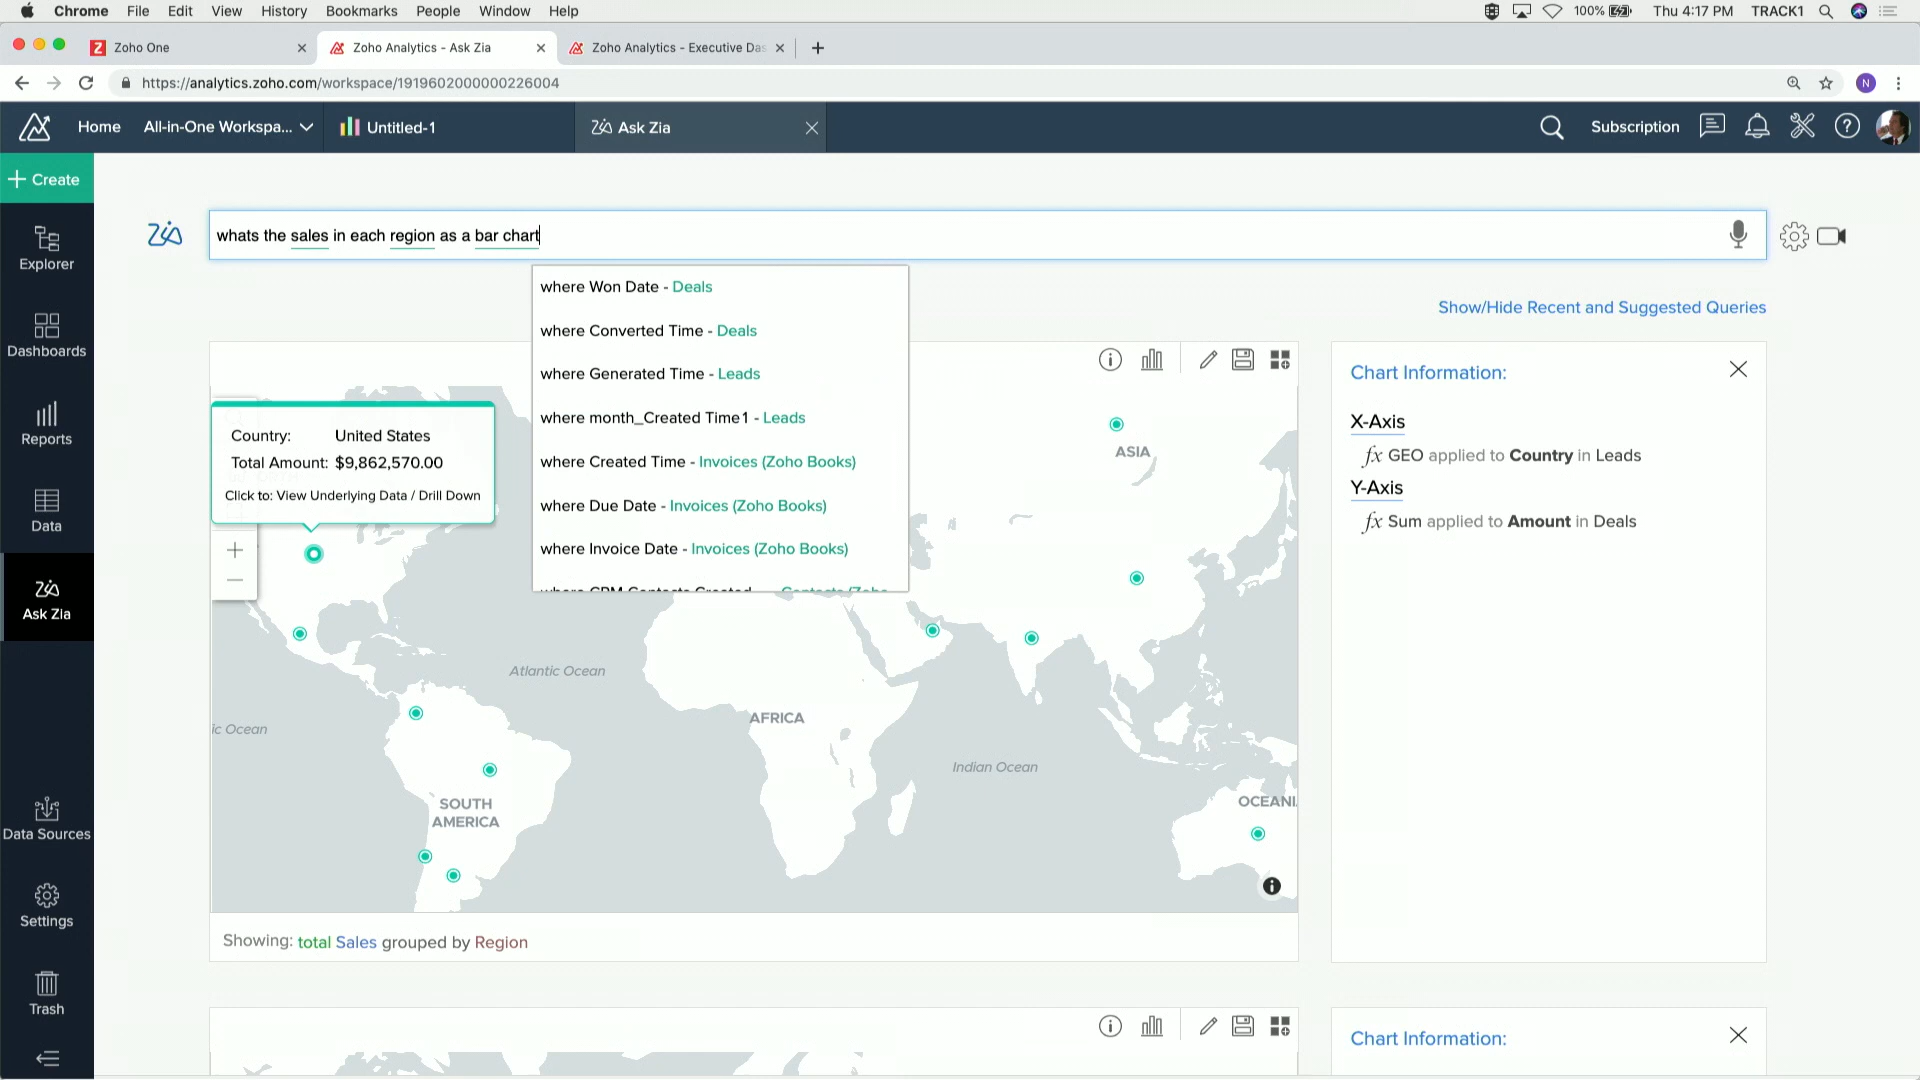 Chrome File Edit View History Bookmarks People Window Help
100% Thu 4:17 PM TRACK1
Zoho One
Zoho Analytics - Ask Zia
Zoho Analytics - Executive Das
https://analytics.zoho.com/workspace/1919602000000226004
N
Home
All-in-One Workspa...
Untitled-1
Zia Ask Zia
Subscription
Create
Explorer
Dashboards
Reports
Data
Zia
Ask Zia
Data Sources
Settings
Trash
Zia
whats the sales in each region as a bar chart
where Won Date - Deals
where Converted Time - Deals
where Generated Time - Leads
where month_Created Time1 - Leads
where Created Time - Invoices (Zoho Books)
where Due Date - Invoices (Zoho Books)
where Invoice Date - Invoices (Zoho Books)
Show/Hide Recent and Suggested Queries
Country: United States
Total Amount: $9,862,570.00
Click to: View Underlying Data / Drill Down
ASIA
Atlantic Ocean
AFRICA
ic Ocean
Indian Ocean
SOUTH
AMERICA
OCEANI
Showing: total Sales grouped by Region
Chart Information:
X-Axis
fx GEO applied to Country in Leads
Y-Axis
fx Sum applied to Amount in Deals
Chart Information: